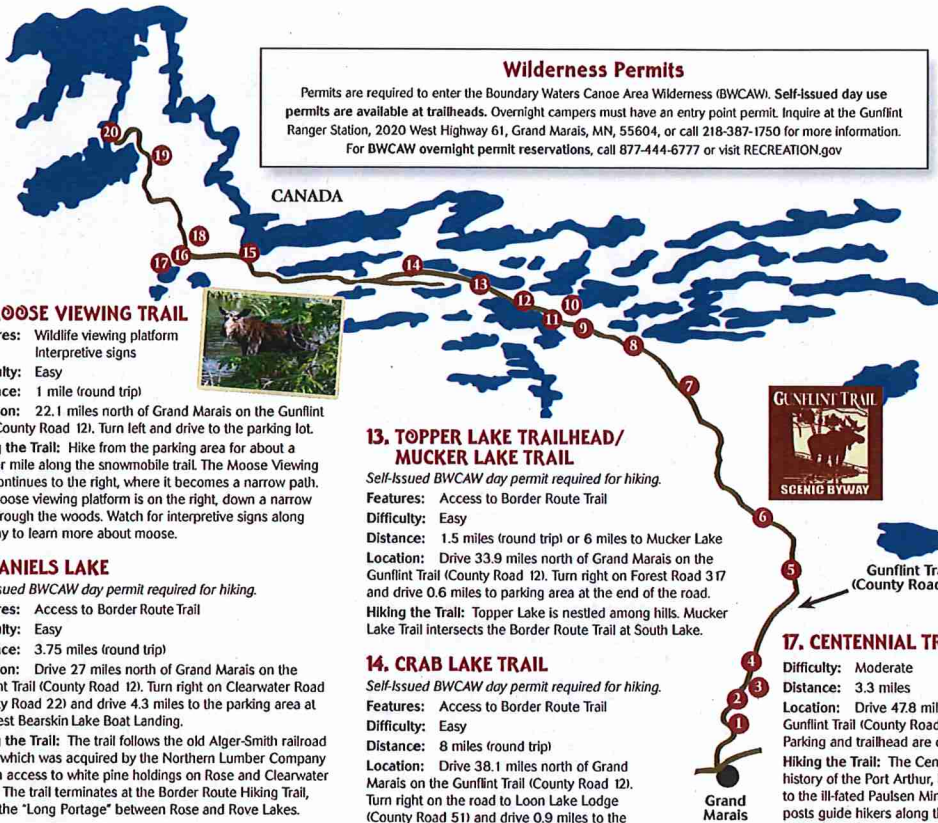 Wilderness Permits
Permits are required to enter the Boundary Waters Canoe Area Wilderness (BWCAW). Self-issued day use
permits are available at trailheads. Overnight campers must have an entry point permit. Inquire at the Gunflint
Ranger Station, 2020 West Highway 61, Grand Marais, MN, 55604, or call 218-387-1750 for more information.
For BWCAW overnight permit reservations, call 877-444-6777 or visit RECREATION.gov
CANADA
20
19
18
17
16
15
14
13
12
11
10
9
8
7
6
5
4
3
2
1
GUNFLINT TRAIL
SCENIC BYWAY
Gunflint Tr
(County Road
Grand
Marais
OOSE VIEWING TRAIL
res: Wildlife viewing platform
Interpretive signs
lty: Easy
ce: 1 mile (round trip)
on: 22.1 miles north of Grand Marais on the Gunflint
County Road 12). Turn left and drive to the parking lot.
g the Trail: Hike from the parking area for about a
r mile along the snowmobile trail. The Moose Viewing
ontinues to the right, where it becomes a narrow path.
oose viewing platform is on the right, down a narrow
rough the woods. Watch for interpretive signs along
ay to learn more about moose.
ANIELS LAKE
sued BWCAW day permit required for hiking.
res: Access to Border Route Trail
lty: Easy
ce: 3.75 miles (round trip)
on: Drive 27 miles north of Grand Marais on the
nt Trail (County Road 12). Turn right on Clearwater Road
ty Road 22) and drive 4.3 miles to the parking area at
est Bearskin Lake Boat Landing.
g the Trail: The trail follows the old Alger-Smith railroad
which was acquired by the Northern Lumber Company
n access to white pine holdings on Rose and Clearwater
The trail terminates at the Border Route Hiking Trail,
the "Long Portage" between Rose and Rove Lakes.
13. TOPPER LAKE TRAILHEAD/
MUCKER LAKE TRAIL
Self-Issued BWCAW day permit required for hiking.
Features: Access to Border Route Trail
Difficulty: Easy
Distance: 1.5 miles (round trip) or 6 miles to Mucker Lake
Location: Drive 33.9 miles north of Grand Marais on the
Gunflint Trail (County Road 12). Turn right on Forest Road 317
and drive 0.6 miles to parking area at the end of the road.
Hiking the Trail: Topper Lake is nestled among hills. Mucker
Lake Trail intersects the Border Route Trail at South Lake.
14. CRAB LAKE TRAIL
Self-Issued BWCAW day permit required for hiking.
Features: Access to Border Route Trail
Difficulty: Easy
Distance: 8 miles (round trip)
Location: Drive 38.1 miles north of Grand
Marais on the Gunflint Trail (County Road 12).
Turn right on the road to Loon Lake Lodge
(County Road 51) and drive 0.9 miles to the
17. CENTENNIAL TR
Difficulty: Moderate
Distance: 3.3 miles
Location: Drive 47.8 mil
Gunflint Trail (County Road
Parking and trailhead are o
Hiking the Trail: The Cen
history of the Port Arthur,
to the ill-fated Paulsen Min
posts guide hikers along th